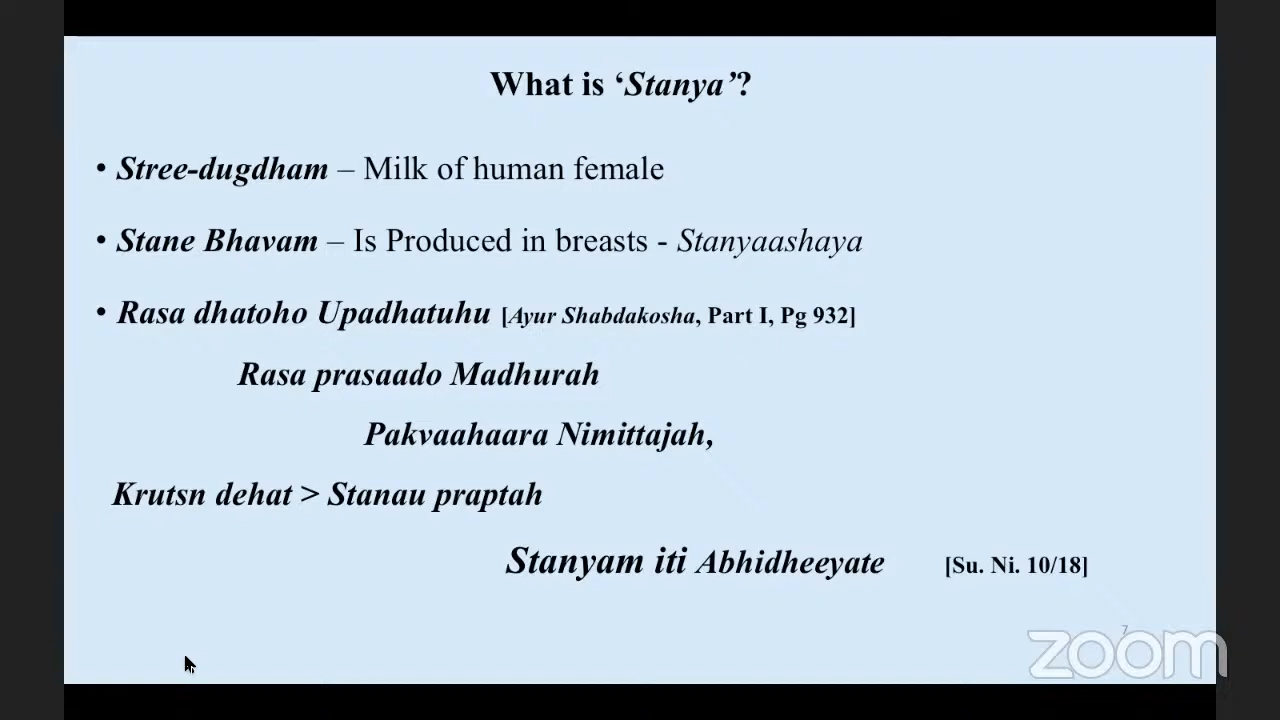 What is ‘Stanya’?
• Stree-dugdham – Milk of human female
• Stane Bhavam – Is Produced in breasts - Stanyaashaya
• Rasa dhatoho Upadhatuhu [Ayur Shabdakosha, Part I, Pg 932]
Rasa prasaado Madhurah
Pakvaahaara Nimittajah,
Krutsn dehat > Stanau praptah
Stanyam iti Abhidheeyate [Su. Ni. 10/18]
7
zoom